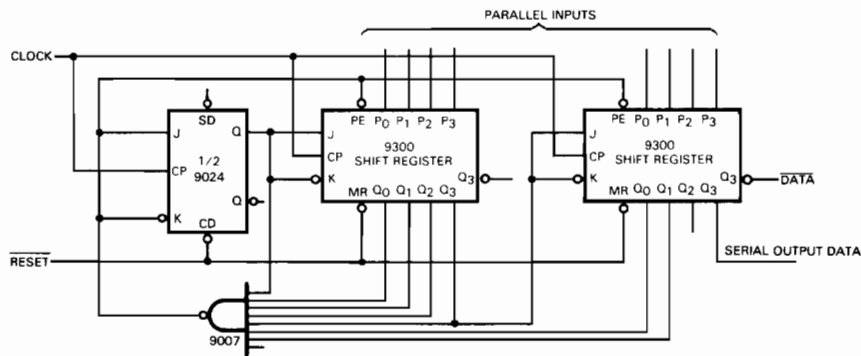 PARALLEL INPUTS
CLOCK
SD
J Q
1/2
9024
CP
K Q
CD
PE P0 P1 P2 P3
J
9300
SHIFT REGISTER
CP
K
MR Q0 Q1 Q2 Q3
Q3
PE P0 P1 P2 P3
J
9300
SHIFT REGISTER
CP
K
MR Q0 Q1 Q2 Q3
Q3
DATA
RESET
SERIAL OUTPUT DATA
9007